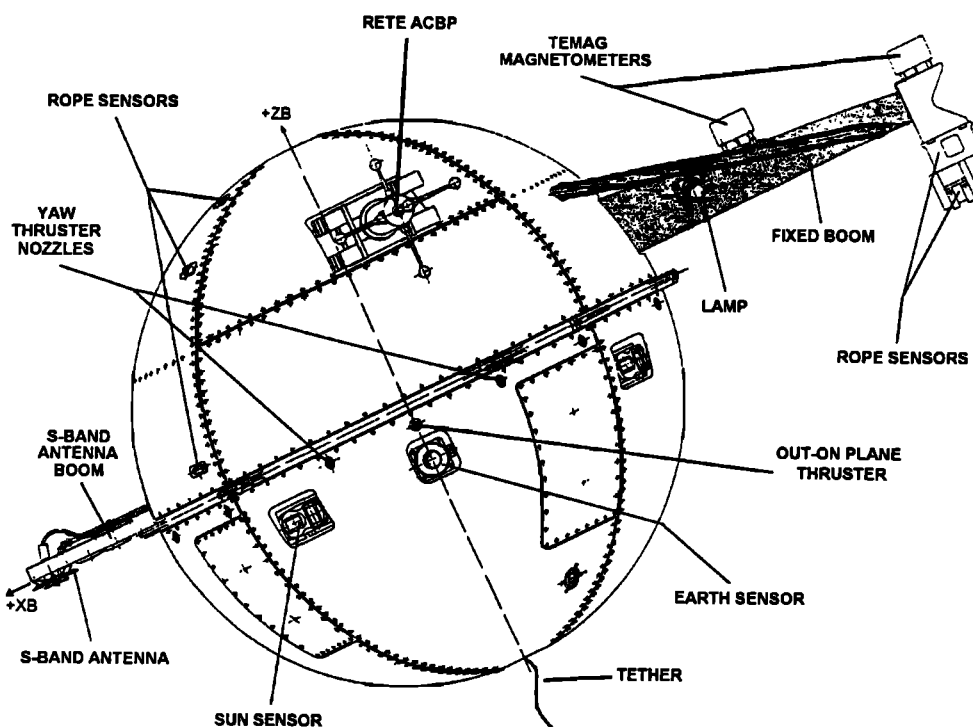 RETE ACBP
TEMAG
MAGNETOMETERS
ROPE SENSORS
+ZB
YAW
THRUSTER
NOZZLES
FIXED BOOM
LAMP
ROPE SENSORS
S-BAND
ANTENNA
BOOM
OUT-ON PLANE
THRUSTER
+XB
EARTH SENSOR
S-BAND ANTENNA
TETHER
SUN SENSOR